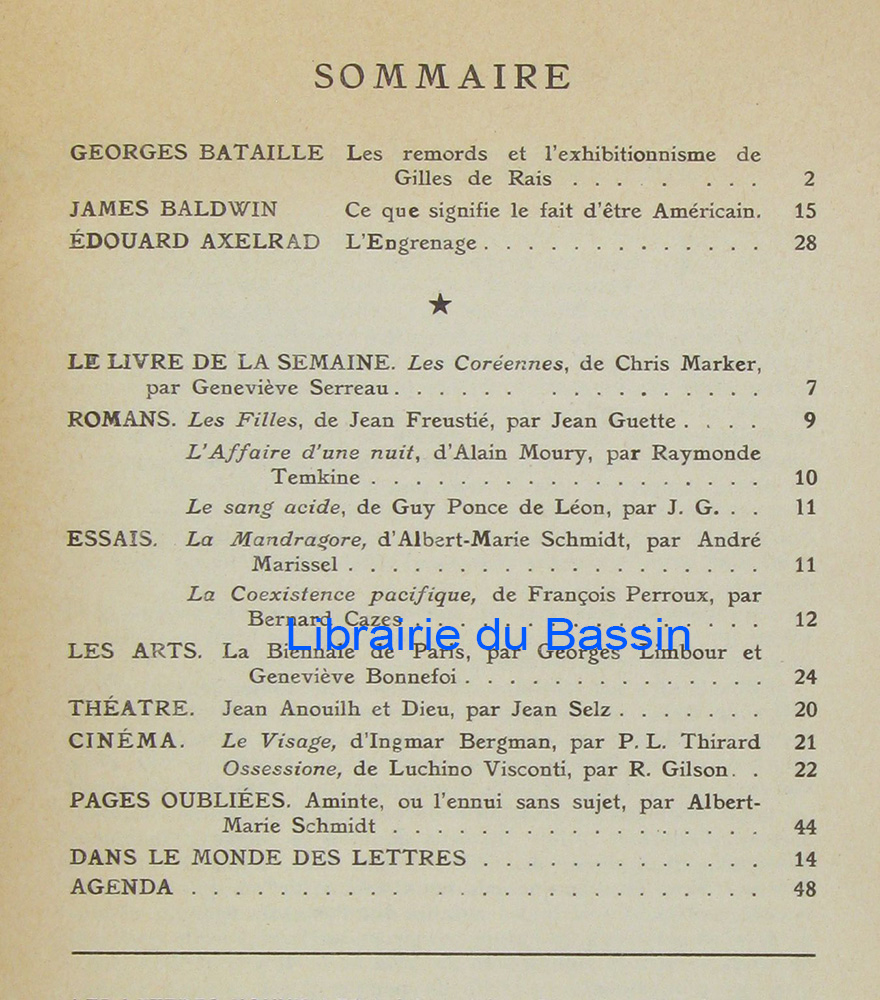 SOMMAIRE
GEORGES BATAILLE Les remords et l'exhibitionnisme de
Gilles de Rais . . . . . . . 2
JAMES BALDWIN Ce que signifie le fait d'être Américain. 15
ÉDOUARD AXELRAD L'Engrenage . . . . . . . . . . . . . 28
★
LE LIVRE DE LA SEMAINE. Les Coréennes, de Chris Marker,
par Geneviève Serreau . . . . . . . . . . . . . . . 7
ROMANS. Les Filles, de Jean Freustié, par Jean Guette . . . . 9
L'Affaire d'une nuit, d'Alain Moury, par Raymonde
Temkine . . . . . . . . . . . . . . . . . . 10
Le sang acide, de Guy Ponce de Léon, par J. G. . . 11
ESSAIS. La Mandragore, d'Albert-Marie Schmidt, par André
Marissel . . . . . . . . . . . . . . . . . . . 11
La Coexistence pacifique, de François Perroux, par
Bernard Cazes . . . . . . . . . . . . . . . . 12
Librairie du Bassin
LES ARTS. La Biennale de Paris, par Georges Limbour et
Geneviève Bonnefoi . . . . . . . . . . . . . . 24
THÉATRE. Jean Anouilh et Dieu, par Jean Selz . . . . . . . 20
CINÉMA. Le Visage, d'Ingmar Bergman, par P. L. Thirard 21
Ossessione, de Luchino Visconti, par R. Gilson. . 22
PAGES OUBLIÉES. Aminte, ou l'ennui sans sujet, par Albert-
Marie Schmidt . . . . . . . . . . . . . . . . . 44
DANS LE MONDE DES LETTRES . . . . . . . . . . . . . 14
AGENDA . . . . . . . . . . . . . . . . . . . . . . . . . 48